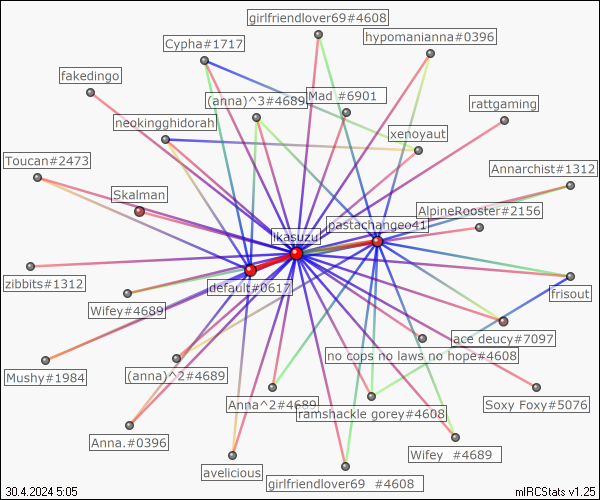 girlfriendlover69#4608
hypomanianna#0396
Cypha#1717
fakedingo
(anna)^3#4689
Mad #6901
rattgaming
neokingghidorah
xenoyaut
Toucan#2473
Annarchist#1312
Skalman
AlpineRooster#2156
pastachangeo41
ikasuzu
zibbits#1312
default#0617
frisout
Wifey#4689
ace deucy#7097
no cops no laws no hope#4608
Mushy#1984
(anna)^2#4689
Anna^2#4689
ramshackle gorey#4608
Soxy Foxy#5076
Anna.#0396
Wifey #4689
avelicious
girlfriendlover69 #4608
30.4.2024 5:05
mIRCStats v1.25